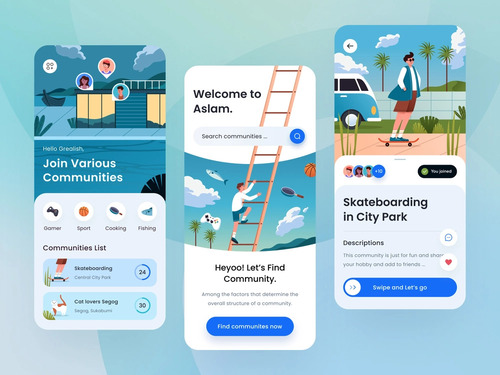 Hello Grealish,
Join Various
Communities
Gamer
Sport
Cooking
Fishing
Communities List
Skateboarding
Central City Park
24
Cat lovers Segog
Segog, Sukabumi
30
Welcome to
Aslam.
Search communities ...
Heyoo! Let's Find
Community.
Among the factors that determine the
overall structure of a community.
Find communites now
+10
You joined
Skateboarding
in City Park
Descriptions
This community is just for fun and share
your hobby and add to friends ...
Swipe and Let's go